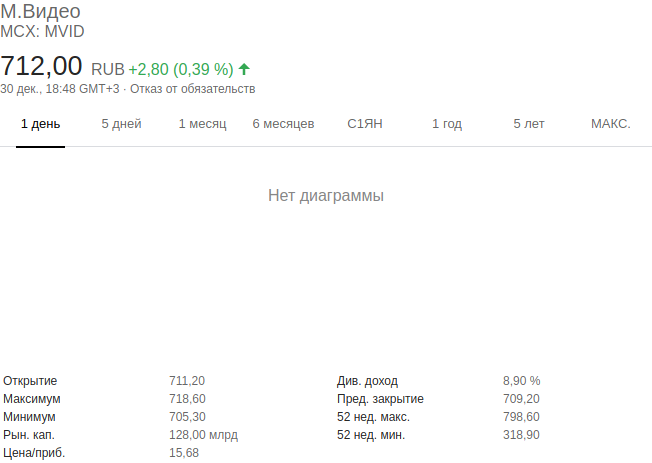 М.Видео
MCX: MVID
712,00 RUB +2,80 (0,39 %)
30 дек., 18:48 GMT+3 · Отказ от обязательств
1 день 5 дней 1 месяц 6 месяцев С1ЯН 1 год 5 лет МАКС.
Нет диаграммы
Открытие 711,20 Див. доход 8,90 %
Максимум 718,60 Пред. закрытие 709,20
Минимум 705,30 52 нед. макс. 798,60
Рын. кап. 128,00 млрд 52 нед. мин. 318,90
Цена/приб. 15,68